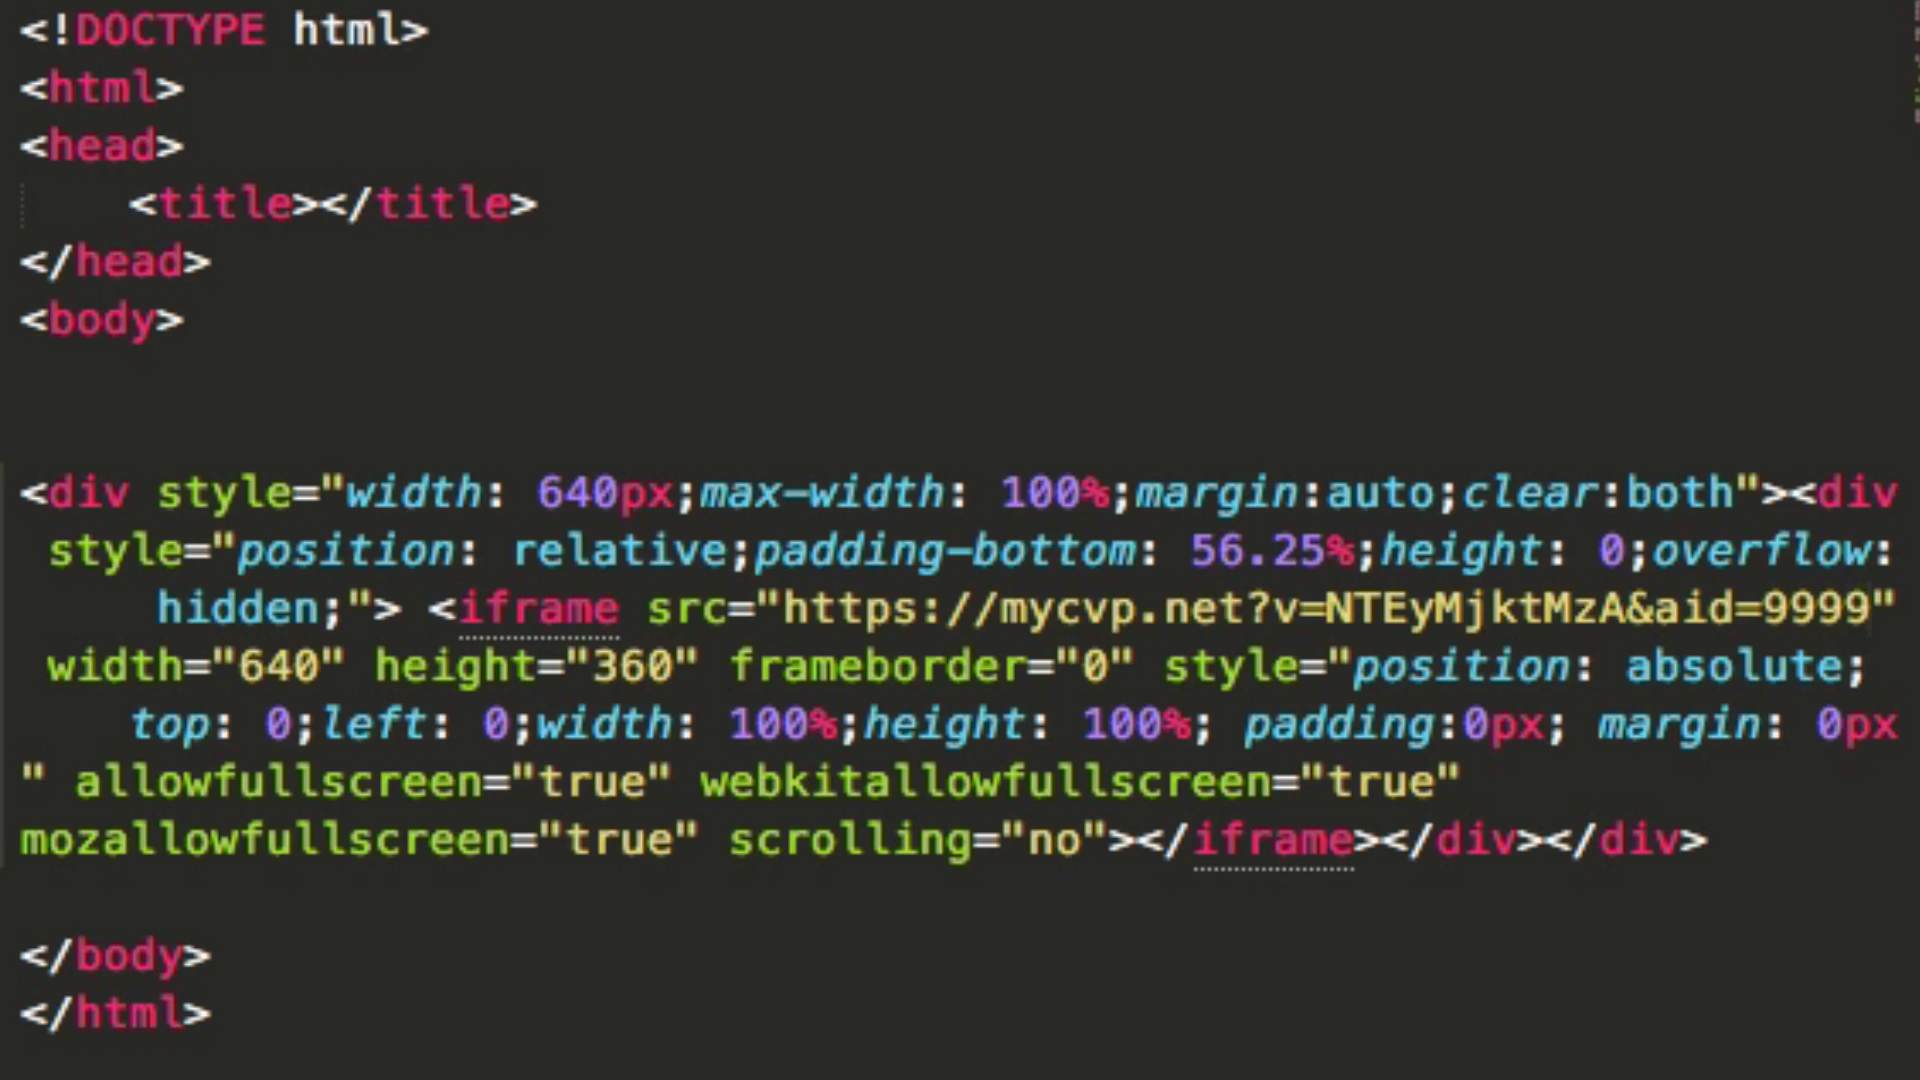 <!DOCTYPE html>
<html>
<head>
<title></title>
</head>
<body>
<div style="width: 640px;max-width: 100%;margin:auto;clear:both"><div
style="position: relative;padding-bottom: 56.25%;height: 0;overflow:
hidden;"> <iframe src="https://mycvp.net?v=NTEyMjktMzA&aid=9999"
width="640" height="360" frameborder="0" style="position: absolute;
top: 0;left: 0;width: 100%;height: 100%; padding:0px; margin: 0px
" allowfullscreen="true" webkitallowfullscreen="true"
mozallowfullscreen="true" scrolling="no"></iframe></div></div>
</body>
</html>